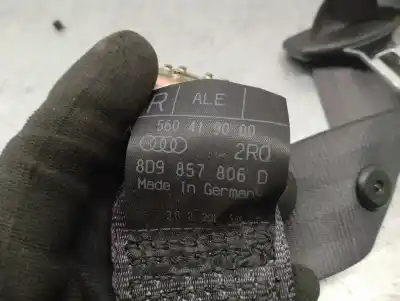 R ALE
560 41 90 00
2RQ
8D9 857 806 D
Made in Germany